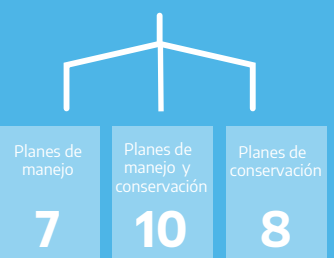 Planes de
manejo
7
Planes de
manejo y
conservación
10
Planes de
conservación
8